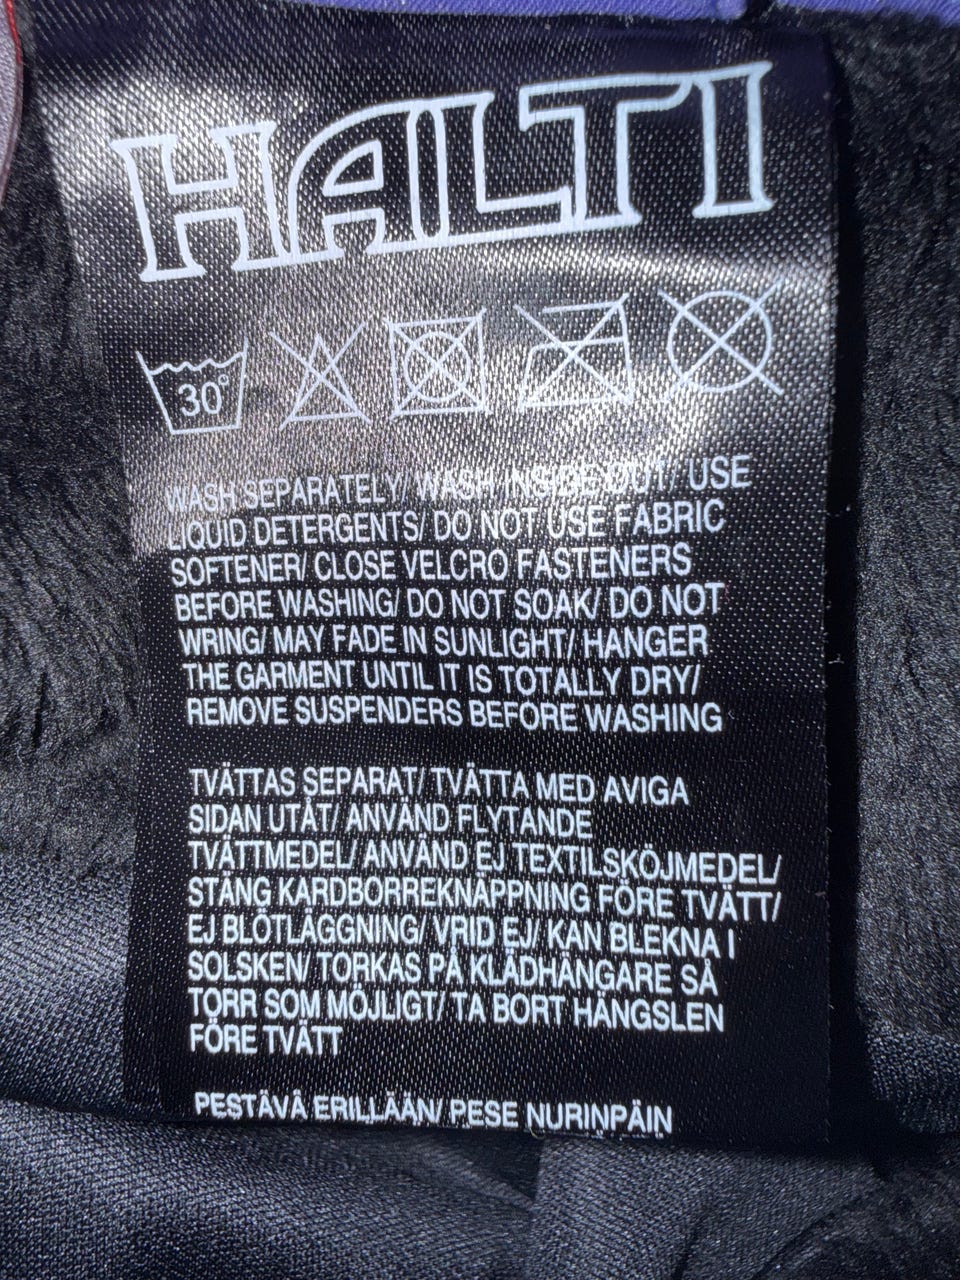 HALTI
30°
WASH SEPARATELY/ WASH INSIDE OUT/ USE
LIQUID DETERGENTS/ DO NOT USE FABRIC
SOFTENER/ CLOSE VELCRO FASTENERS
BEFORE WASHING/ DO NOT SOAK/ DO NOT
WRING/ MAY FADE IN SUNLIGHT/ HANGER
THE GARMENT UNTIL IT IS TOTALLY DRY/
REMOVE SUSPENDERS BEFORE WASHING
TVÄTTAS SEPARAT/ TVÄTTA MED AVIGA
SIDAN UTÅT/ ANVÄND FLYTANDE
TVÄTTMEDEL/ ANVÄND EJ TEXTILSKÖJMEDEL/
STÄNG KARDBORREKNÄPPNING FÖRE TVÄTT/
EJ BLÖTLÄGGNING/ VRID EJ/ KAN BLEKNA I
SOLSKEN/ TORKAS PÅ KLÄDHÄNGARE SÅ
TORR SOM MÖJLIGT/ TA BORT HÄNGSLEN
FÖRE TVÄTT
PESTÄVÄ ERILLÄÄN/ PESE NURINPÄIN